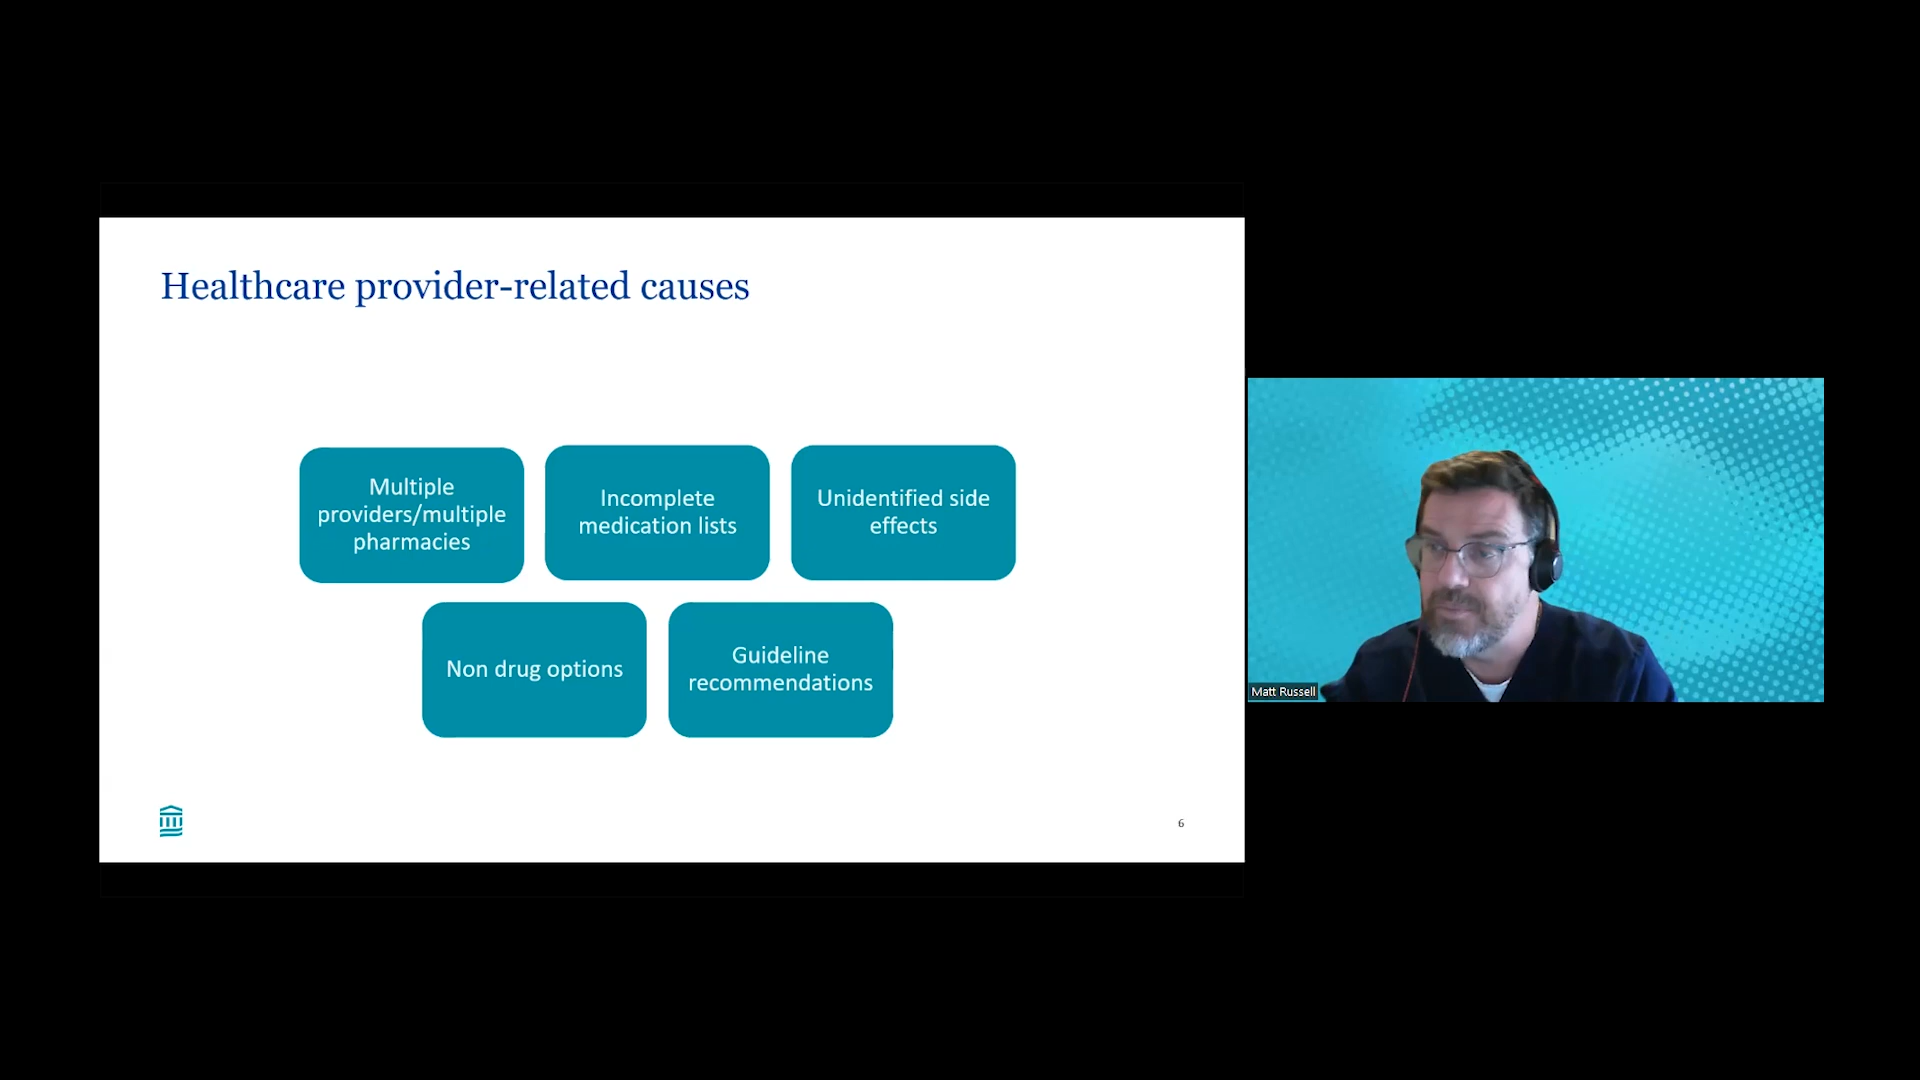 Healthcare provider-related causes
Multiple
providers/multiple
pharmacies
Incomplete
medication lists
Unidentified side
effects
Non drug options
Guideline
recommendations
6
Matt Russell